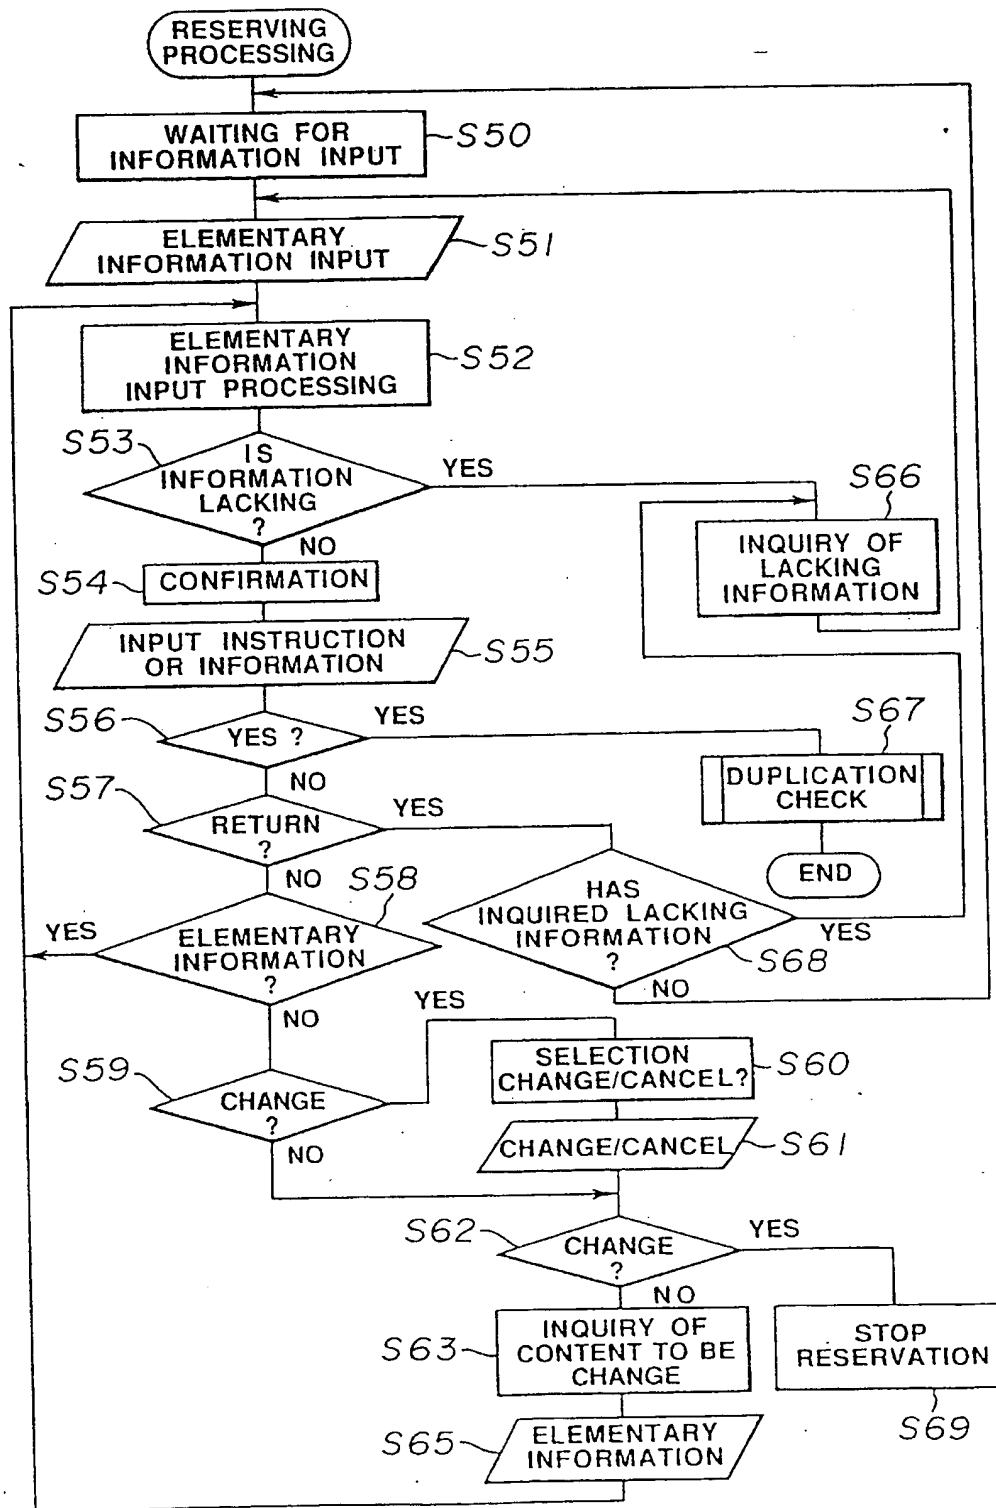 RESERVING
PROCESSING
WAITING FOR
INFORMATION INPUT
S50
ELEMENTARY
INFORMATION INPUT
S51
ELEMENTARY
INFORMATION
INPUT PROCESSING
S52
S53
IS
INFORMATION
LACKING
?
YES
NO
S66
INQUIRY OF
LACKING
INFORMATION
S54
CONFIRMATION
INPUT INSTRUCTION
OR INFORMATION
S55
S56
YES ?
YES
NO
S67
DUPLICATION
CHECK
END
S57
RETURN
?
YES
NO
S58
HAS
INQUIRED LACKING
INFORMATION
?
YES
S68
NO
YES
ELEMENTARY
INFORMATION
?
NO
S59
CHANGE
?
YES
NO
SELECTION
CHANGE/CANCEL?
S60
CHANGE/CANCEL
S61
S62
CHANGE
?
YES
NO
S63
INQUIRY OF
CONTENT TO BE
CHANGE
STOP
RESERVATION
S69
S65
ELEMENTARY
INFORMATION